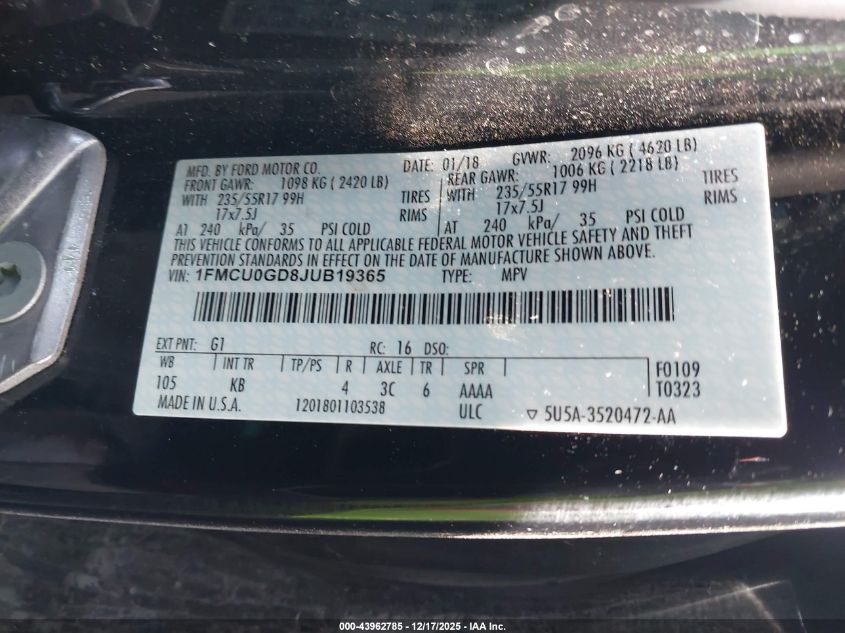 MFD. BY FORD MOTOR CO. DATE: 01/18 GVWR: 2096 KG ( 4620 LB)
FRONT GAWR: 1098 KG ( 2420 LB) REAR GAWR: 1006 KG ( 2218 LB)
WITH 235/55R17 99H TIRES WITH 235/55R17 99H TIRES
17x7.5J RIMS 17x7.5J RIMS
AT 240 kPa/ 35 PSI COLD AT 240 kPa/ 35 PSI COLD
THIS VEHICLE CONFORMS TO ALL APPLICABLE FEDERAL MOTOR VEHICLE SAFETY AND THEFT
PREVENTION STANDARDS IN EFFECT ON THE DATE OF MANUFACTURE SHOWN ABOVE.
VIN: 1FMCU0GD8JUB19365 TYPE: MPV
EXT PNT: G1 RC: 16 DSO:
WB INT TR TP/PS R AXLE TR SPR F0109
105 KB 4 3C 6 AAAA T0323
MADE IN U.S.A. 1201801103538 ULC ▽ 5U5A-3520472-AA
000-43962785 - 12/17/2025 - IAA Inc.